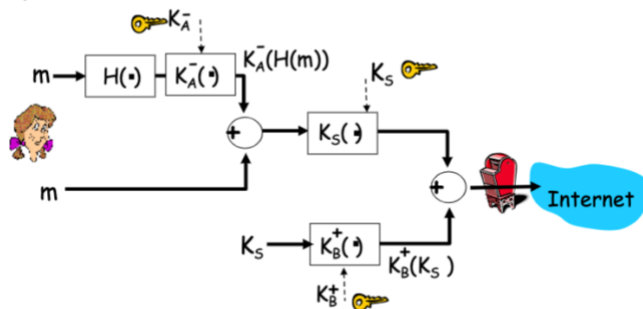 K_A^-
m
H(·)
K_A^-(·)
K_A^-(H(m))
K_S
+
K_S(·)
m
+
Internet
K_S
K_B^+(·)
K_B^+(K_S)
K_B^+